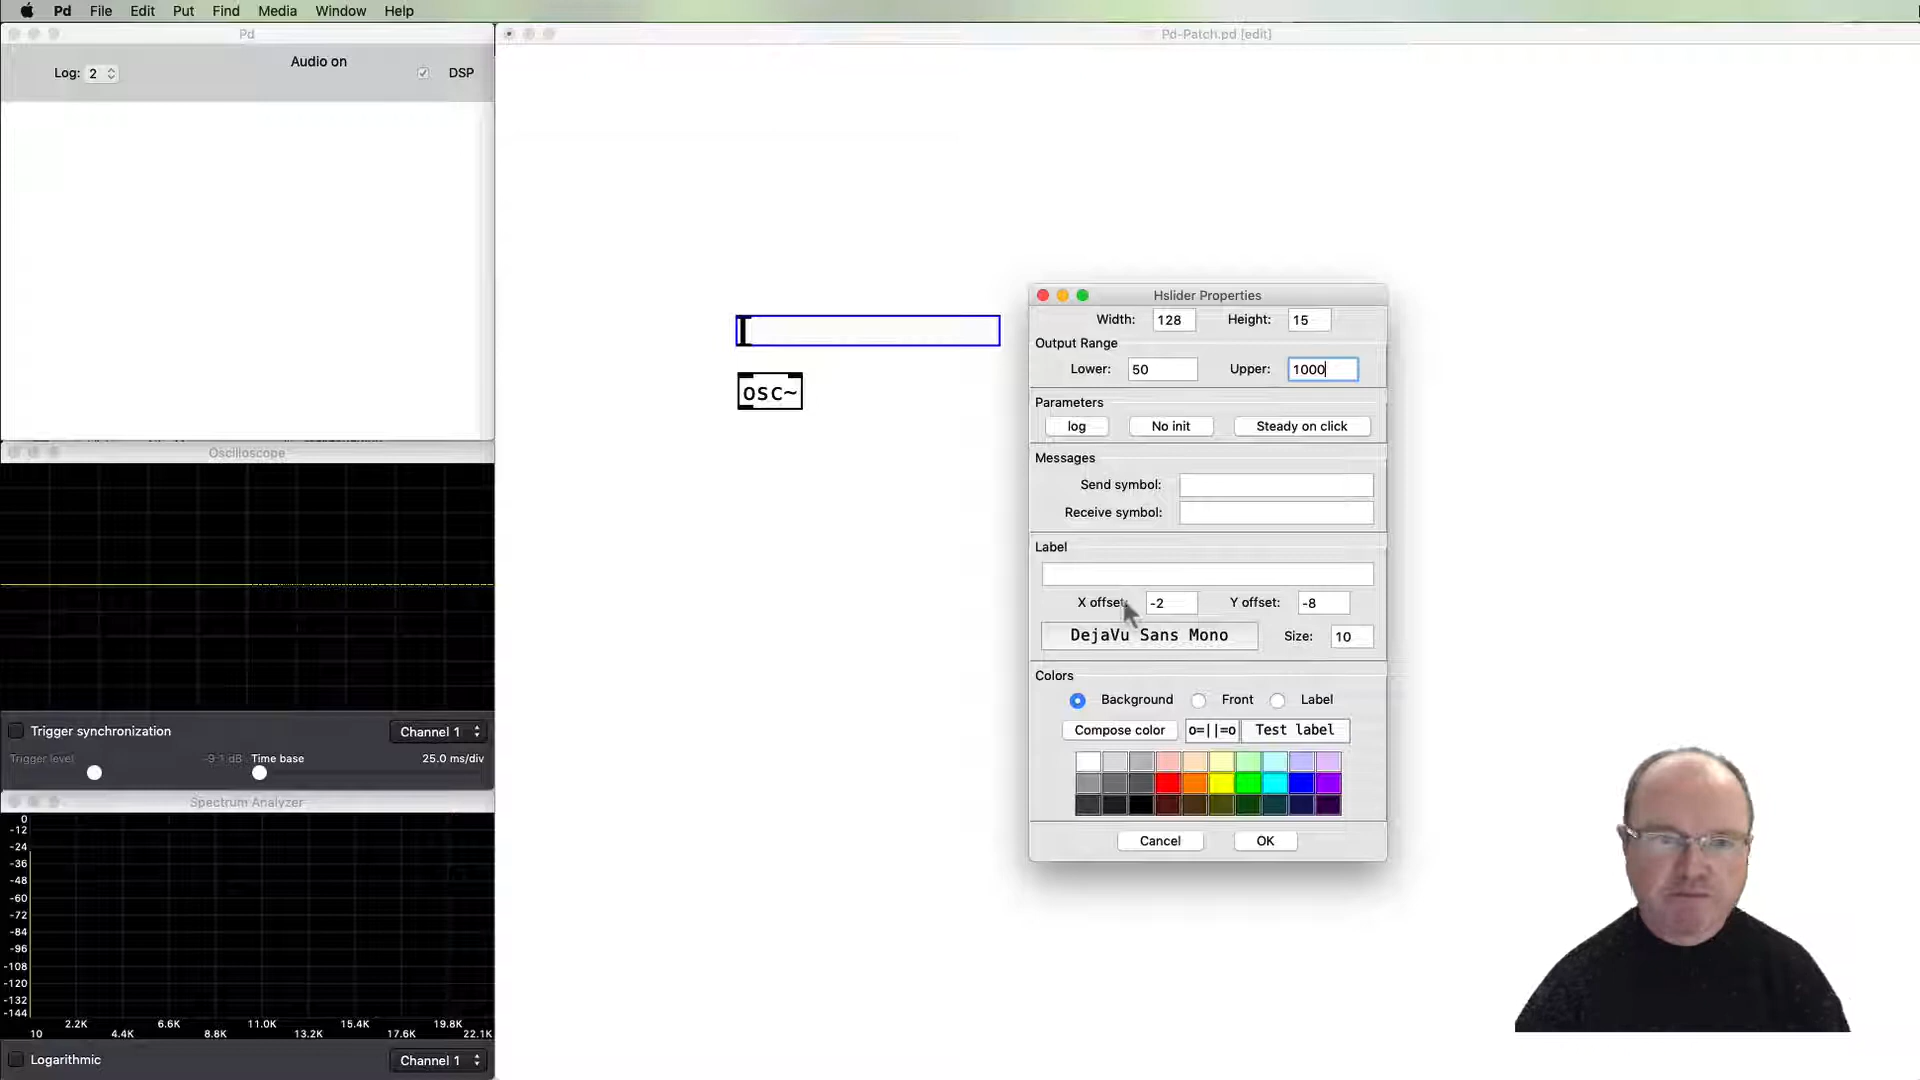 Pd File Edit Put Find Media Window Help
Pd
Audio on
Log: 2
DSP
Oscilloscope
Trigger synchronization
Channel 1
Trigger level
-9.1 dB
Time base
25.0 ms/div
Spectrum Analyzer
0
-12
-24
-36
-48
-60
-72
-84
-96
-108
-120
-132
-144
2.2K 6.6K 11.0K 15.4K 19.8K
10 4.4K 8.8K 13.2K 17.6K 22.1K
Logarithmic
Channel 1
Pd-Patch.pd [edit]
osc~
Hslider Properties
Width: 128 Height: 15
Output Range
Lower: 50 Upper: 1000
Parameters
log No init Steady on click
Messages
Send symbol:
Receive symbol:
Label
X offset: -2 Y offset: -8
DejaVu Sans Mono Size: 10
Colors
Background Front Label
Compose color o=||=o Test label
Cancel OK